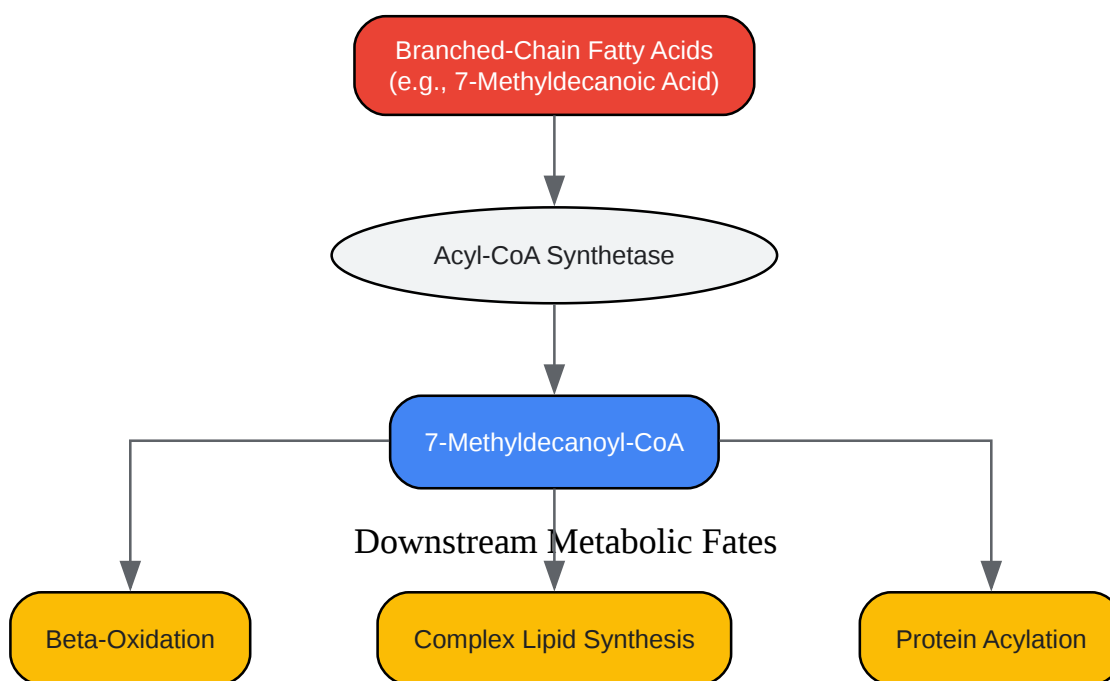 Branched-Chain Fatty Acids
(e.g., 7-Methyldecanoic Acid)
Acyl-CoA Synthetase
7-Methyldecanoyl-CoA
Downstream Metabolic Fates
Beta-Oxidation
Complex Lipid Synthesis
Protein Acylation